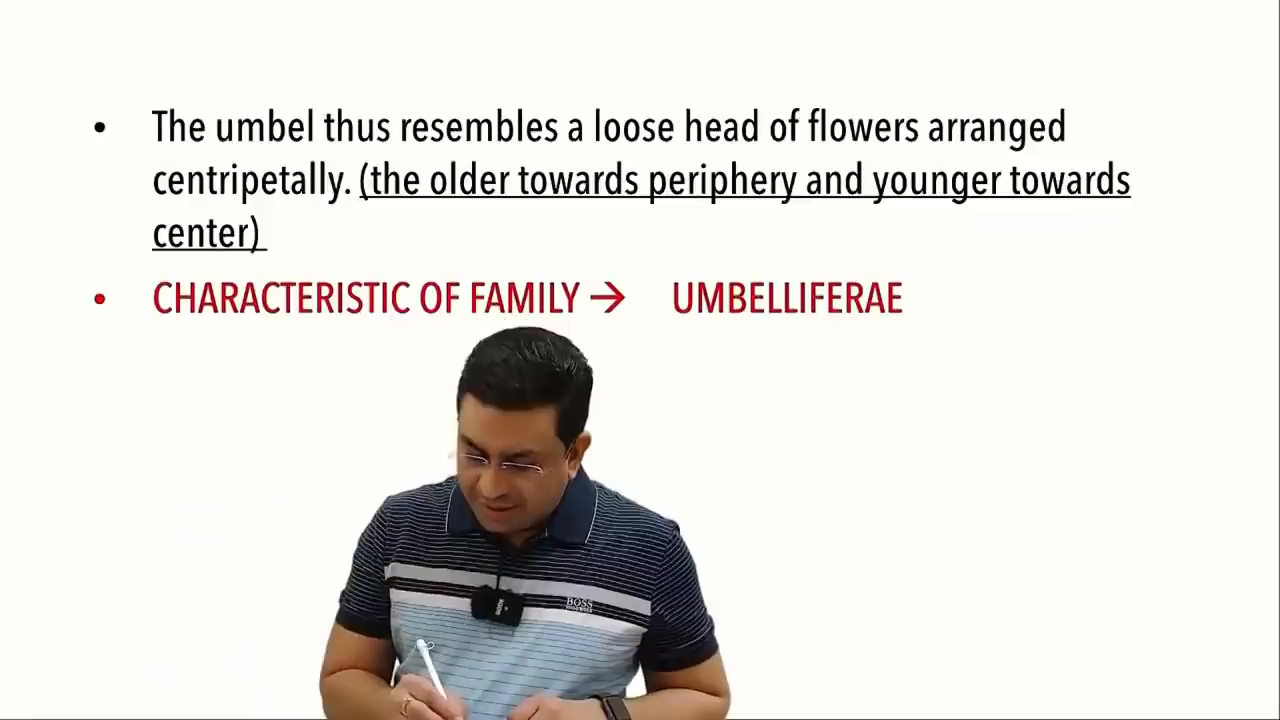 • The umbel thus resembles a loose head of flowers arranged
centripetally. (the older towards periphery and younger towards
center)
• CHARACTERISTIC OF FAMILY → UMBELLIFERAE
BOSS